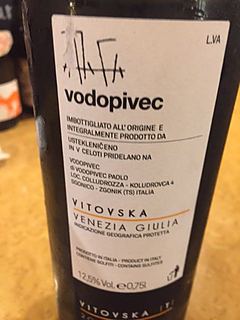 L.VA
vodopivec
IMBOTTIGLIATO ALL'ORIGINE E
INTEGRALMENTE PRODOTTO DA
USTEKLENIČENO
IN V CELOTI PRIDELANO NA
VODOPIVEC
DI VODOPIVEC PAOLO
LOC. COLLUDROZZA - KOLUDROVCA 4
SGONICO - ZGONIK (TS) ITALIA
VITOVSKA
VENEZIA GIULIA
INDICAZIONE GEOGRAFICA PROTETTA
PRODOTTO IN ITALIA - PRODUCT IN ITALY
CONTIENE SOLFITI - CONTAINS SULFITES
12,5% Vol. e 0,75l
VITOVSKA